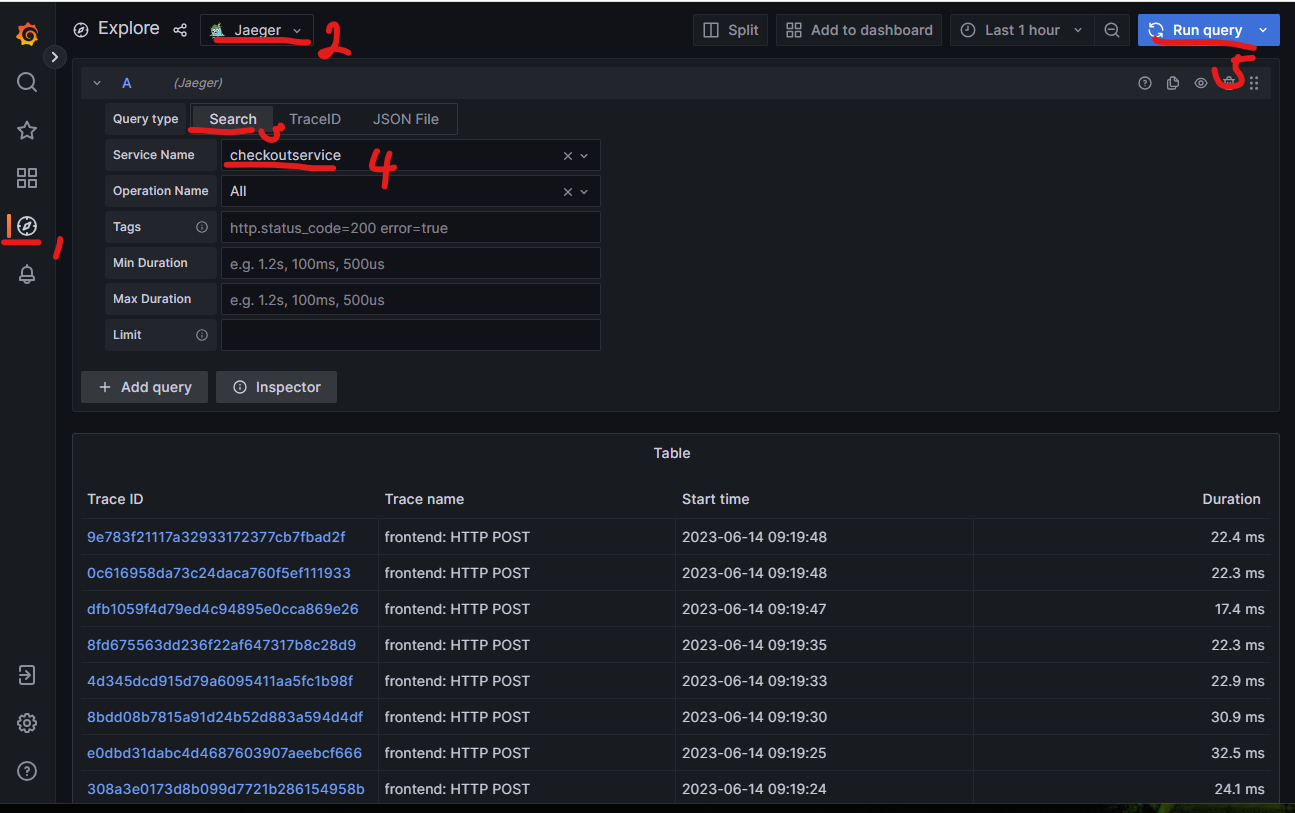 Explore Jaeger 2 Split Add to dashboard Last 1 hour Run query
A (Jaeger) 5
Query type Search TraceID JSON File
Service Name checkoutservice 4
Operation Name All
Tags http.status_code=200 error=true
1
Min Duration e.g. 1.2s, 100ms, 500us
Max Duration e.g. 1.2s, 100ms, 500us
Limit
+ Add query Inspector
Table
Trace ID Trace name Start time Duration
9e783f21117a32933172377cb7fbad2f frontend: HTTP POST 2023-06-14 09:19:48 22.4 ms
0c616958da73c24daca760f5ef111933 frontend: HTTP POST 2023-06-14 09:19:48 22.3 ms
dfb1059f4d79ed4c94895e0cca869e26 frontend: HTTP POST 2023-06-14 09:19:47 17.4 ms
8fd675563dd236f22af647317b8c28d9 frontend: HTTP POST 2023-06-14 09:19:35 22.3 ms
4d345dcd915d79a6095411aa5fc1b98f frontend: HTTP POST 2023-06-14 09:19:33 22.9 ms
8bdd08b7815a91d24b52d883a594d4df frontend: HTTP POST 2023-06-14 09:19:30 30.9 ms
e0dbd31dabc4d4687603907aeebcf666 frontend: HTTP POST 2023-06-14 09:19:25 32.5 ms
308a3e0173d8b099d7721b286154958b frontend: HTTP POST 2023-06-14 09:19:24 24.1 ms